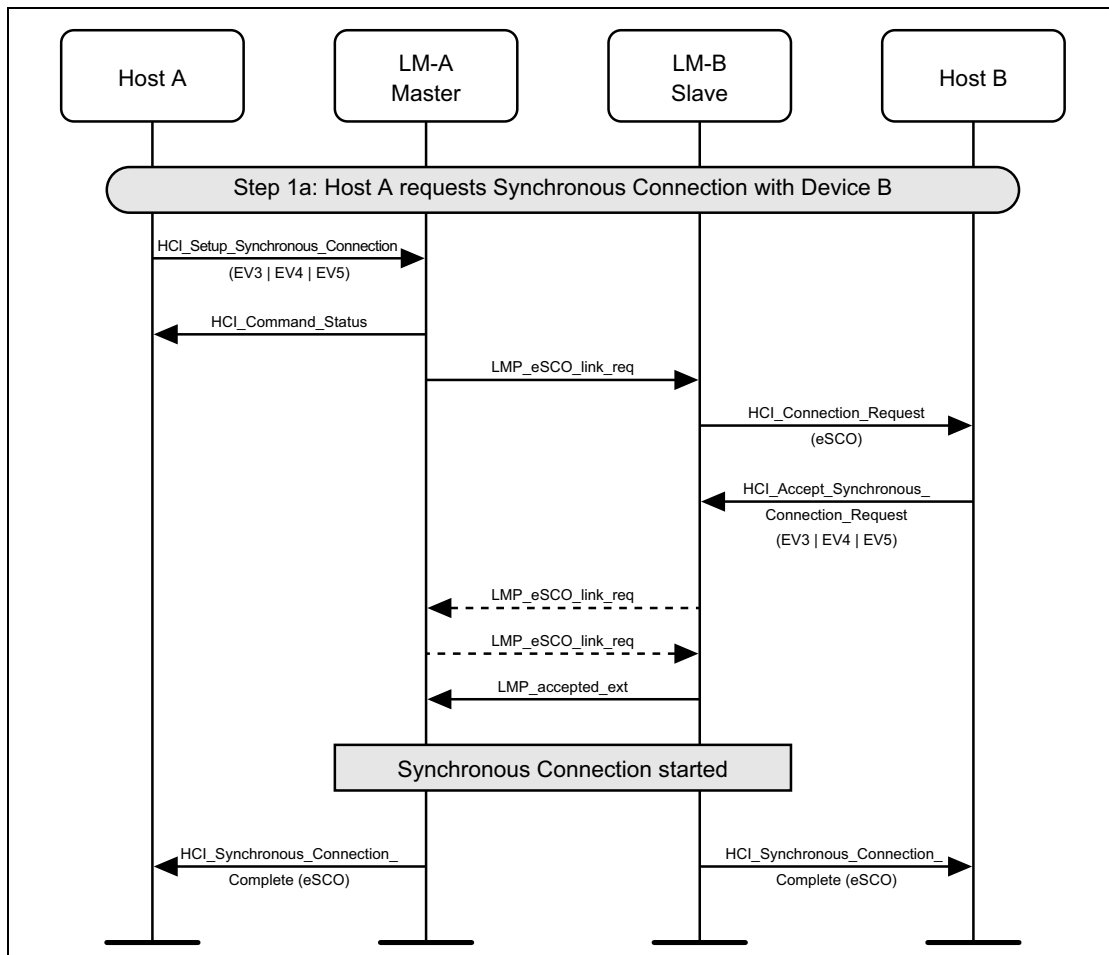 Host A
LM-A
Master
LM-B
Slave
Host B
Step 1a: Host A requests Synchronous Connection with Device B
HCI_Setup_Synchronous_Connection
(EV3 | EV4 | EV5)
HCI_Command_Status
LMP_eSCO_link_req
HCI_Connection_Request
(eSCO)
HCI_Accept_Synchronous_
Connection_Request
(EV3 | EV4 | EV5)
LMP_eSCO_link_req
LMP_eSCO_link_req
LMP_accepted_ext
Synchronous Connection started
HCI_Synchronous_Connection_
Complete (eSCO)
HCI_Synchronous_Connection_
Complete (eSCO)